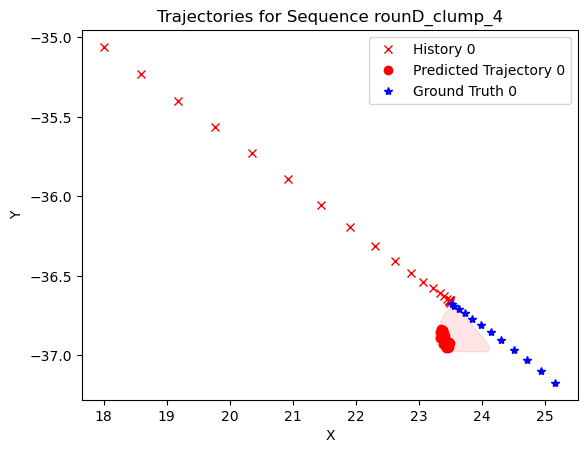 Trajectories for Sequence rounD_clump_4
History 0
Predicted Trajectory 0
Ground Truth 0
−35.0
−35.5
−36.0
−36.5
−37.0
Y
18
19
20
21
22
23
24
25
X